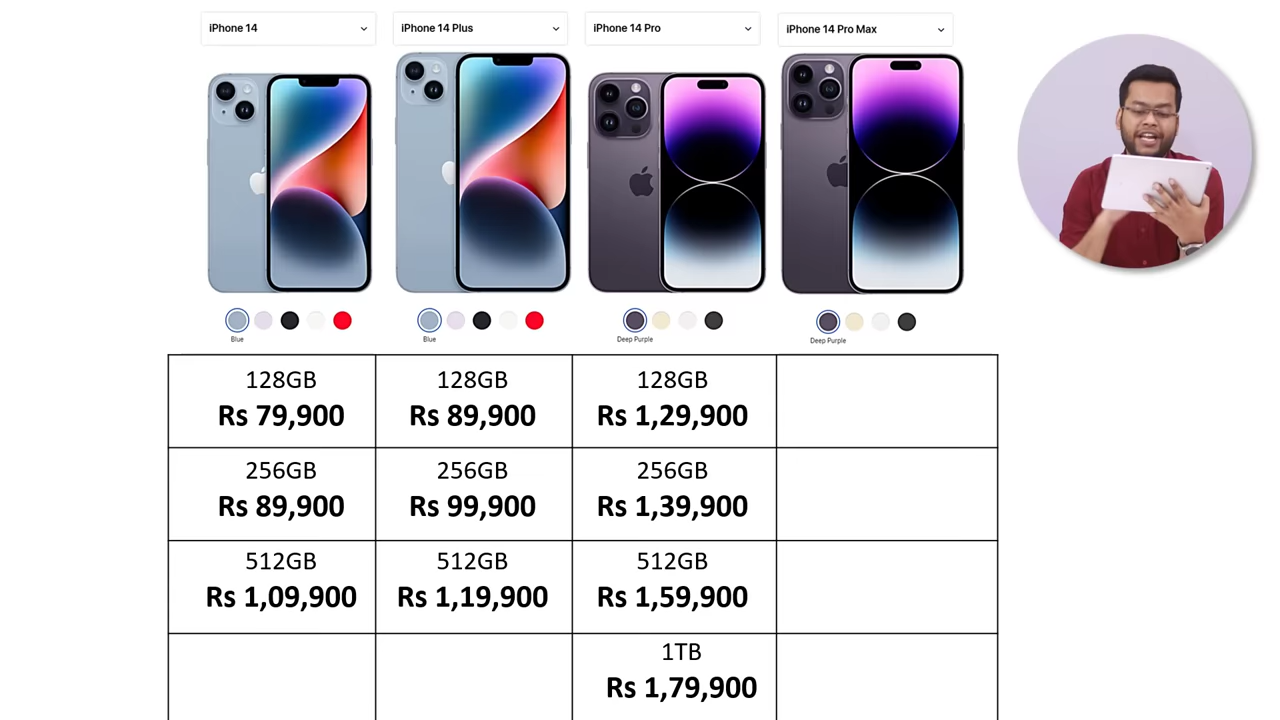 iPhone 14
iPhone 14 Plus
iPhone 14 Pro
iPhone 14 Pro Max
Blue
Blue
Deep Purple
Deep Purple
128GB
Rs 79,900
128GB
Rs 89,900
128GB
Rs 1,29,900
256GB
Rs 89,900
256GB
Rs 99,900
256GB
Rs 1,39,900
512GB
Rs 1,09,900
512GB
Rs 1,19,900
512GB
Rs 1,59,900
1TB
Rs 1,79,900